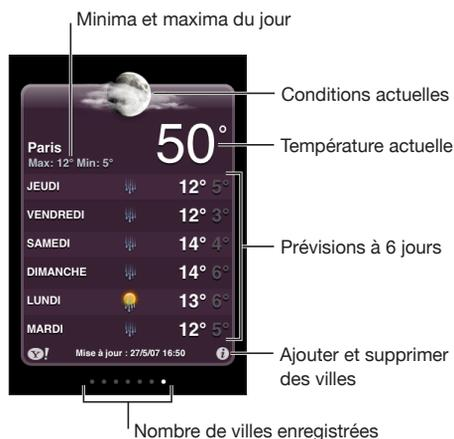 Minima et maxima du jour
Conditions actuelles
Paris
Max: 12° Min: 5°
50°
Température actuelle
JEUDI 12° 5°
VENDREDI 12° 3°
SAMEDI 14° 4°
DIMANCHE 14° 6°
LUNDI 13° 6°
MARDI 12° 5°
Prévisions à 6 jours
Y! Mise à jour : 27/5/07 16:50 i
Ajouter et supprimer
des villes
Nombre de villes enregistrées